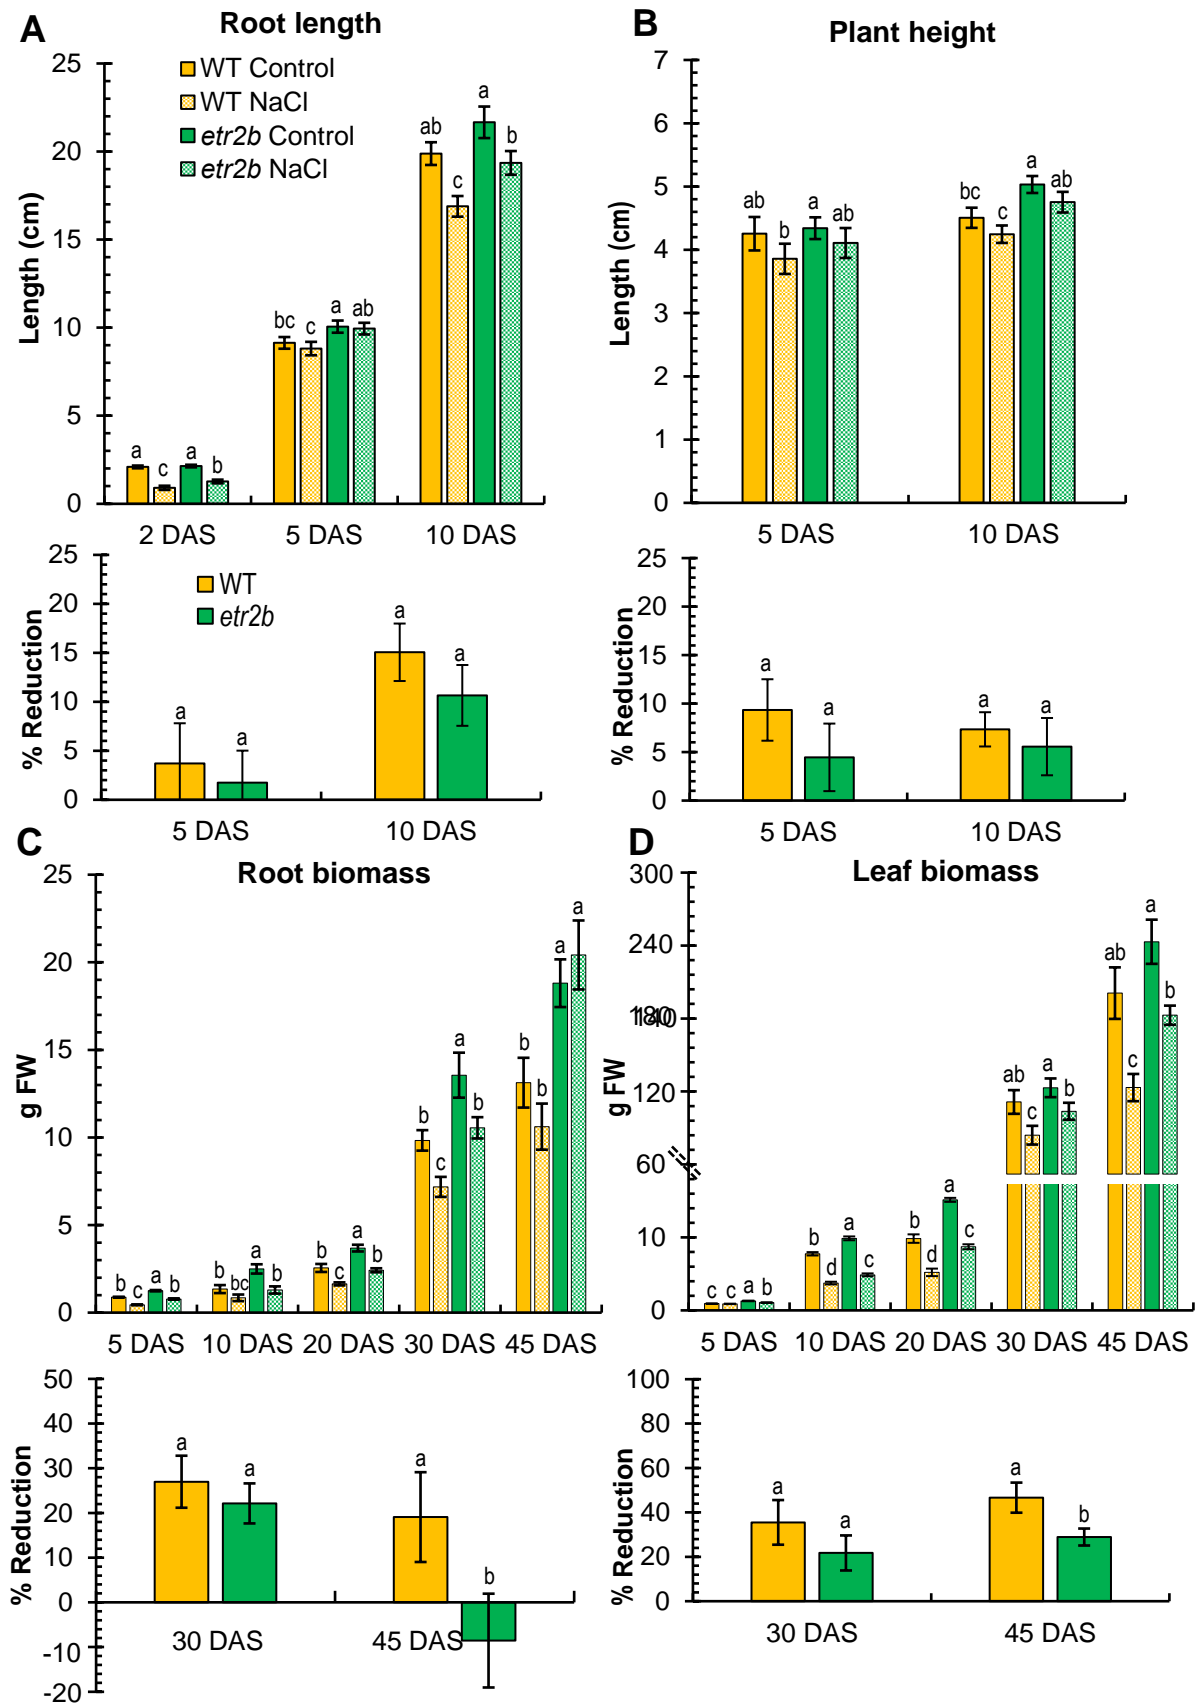 A
Root length
25
20
15
10
5
0
Length (cm)
WT Control
WT NaCl
etr2b Control
etr2b NaCl
a c a b
bc c a ab
ab c a b
2 DAS 5 DAS 10 DAS
B
Plant height
7
6
5
4
3
2
1
0
Length (cm)
ab b a ab
bc c a ab
5 DAS 10 DAS
25
20
15
10
5
0
% Reduction
WT
etr2b
a a
a a
5 DAS 10 DAS
25
20
15
10
5
0
% Reduction
a a
a a
5 DAS 10 DAS
C
Root biomass
25
20
15
10
5
0
g FW
b c a b
b bc a b
b c a b
b c a b
b b a a
5 DAS 10 DAS 20 DAS 30 DAS 45 DAS
D
Leaf biomass
300
240
180
140
120
60
10
0
g FW
c c a b
b d a c
b d a c
ab c a b
ab c a b
5 DAS 10 DAS 20 DAS 30 DAS 45 DAS
50
40
30
20
10
0
-10
-20
% Reduction
a a
a b
30 DAS 45 DAS
100
80
60
40
20
0
% Reduction
a a
a b
30 DAS 45 DAS